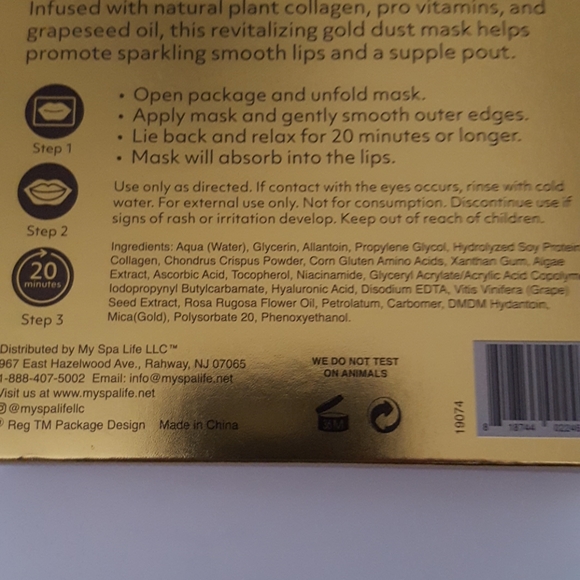 Infused with natural plant collagen, pro vitamins, and
grapeseed oil, this revitalizing gold dust mask helps
promote sparkling smooth lips and a supple pout.
Step 1
• Open package and unfold mask.
• Apply mask and gently smooth outer edges.
• Lie back and relax for 20 minutes or longer.
• Mask will absorb into the lips.
Step 2
Use only as directed. If contact with the eyes occurs, rinse with cold
water. For external use only. Not for consumption. Discontinue use if
signs of rash or irritation develop. Keep out of reach of children.
20
minutes
Step 3
Ingredients: Aqua (Water), Glycerin, Allantoin, Propylene Glycol, Hydrolyzed Soy Protein
Collagen, Chondrus Crispus Powder, Corn Gluten Amino Acids, Xanthan Gum, Algae
Extract, Ascorbic Acid, Tocopherol, Niacinamide, Glyceryl Acrylate/Acrylic Acid Copolym
Iodopropynyl Butylcarbamate, Hyaluronic Acid, Disodium EDTA, Vitis Vinifera (Grape)
Seed Extract, Rosa Rugosa Flower Oil, Petrolatum, Carbomer, DMDM Hydantoin,
Mica(Gold), Polysorbate 20, Phenoxyethanol.
Distributed by My Spa Life LLC™
967 East Hazelwood Ave., Rahway, NJ 07065
1-888-407-5002 Email: info@myspalife.net
Visit us at www.myspalife.net
@myspalifellc
® Reg TM Package Design Made in China
WE DO NOT TEST
ON ANIMALS
19074
8 18744